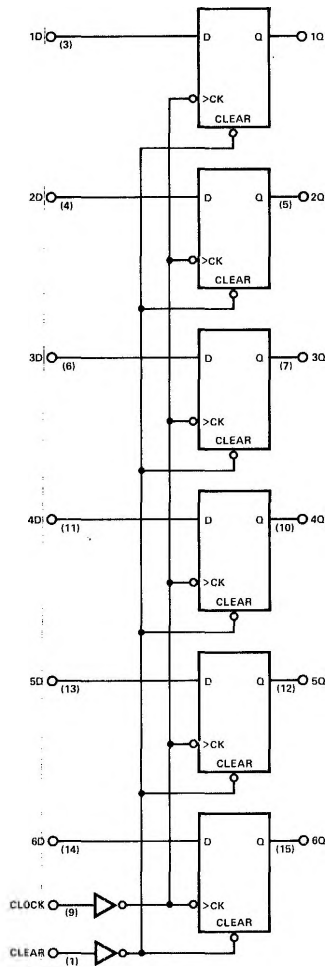 1D D Q 1Q
(3)
>CK
CLEAR
2D D Q 2Q
(4) (5)
>CK
CLEAR
3D D Q 3Q
(6) (7)
>CK
CLEAR
4D D Q 4Q
(11) (10)
>CK
CLEAR
5D D Q 5Q
(13) (12)
>CK
CLEAR
6D D Q 6Q
(14) (15)
CLOCK >CK
(9)
CLEAR
CLEAR
(1)